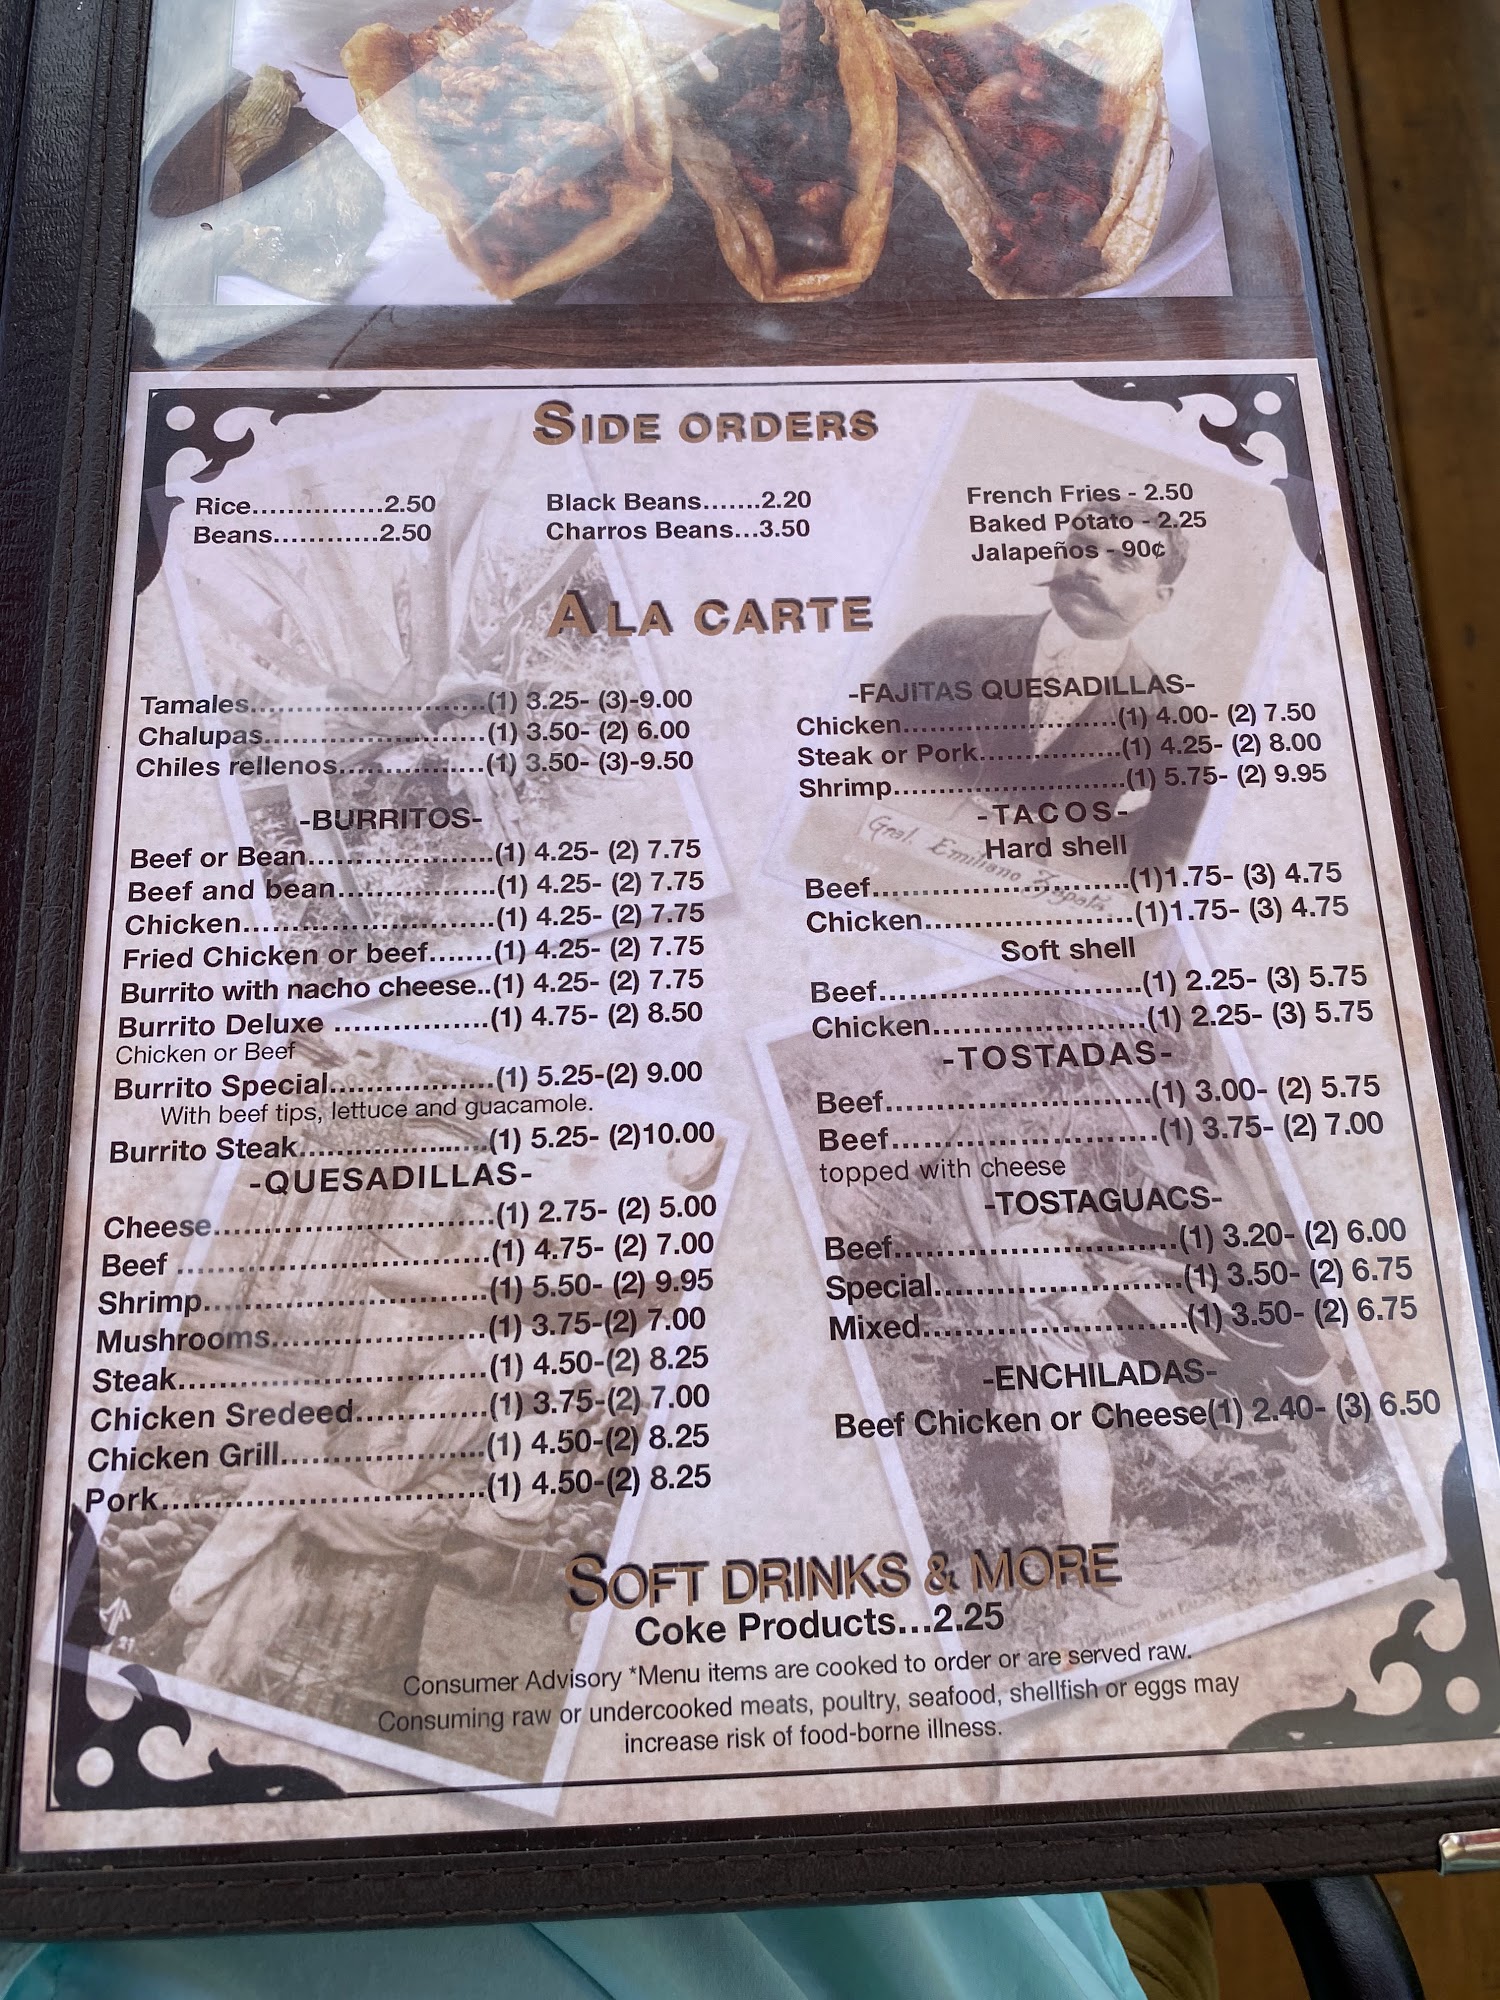 SIDE ORDERS
Rice...............2.50
Beans............2.50
Black Beans.......2.20
Charros Beans...3.50
French Fries - 2.50
Baked Potato - 2.25
Jalapeños - 90¢
A LA CARTE
Tamales..........................(1) 3.25- (3)-9.00
Chalupas.........................(1) 3.50- (2) 6.00
Chiles rellenos................(1) 3.50- (3)-9.50
-BURRITOS-
Beef or Bean.....................(1) 4.25- (2) 7.75
Beef and bean..................(1) 4.25- (2) 7.75
Chicken............................(1) 4.25- (2) 7.75
Fried Chicken or beef.......(1) 4.25- (2) 7.75
Burrito with nacho cheese..(1) 4.25- (2) 7.75
Burrito Deluxe .................(1) 4.75- (2) 8.50
Chicken or Beef
Burrito Special..................(1) 5.25-(2) 9.00
With beef tips, lettuce and guacamole.
Burrito Steak.....................(1) 5.25- (2)10.00
-QUESADILLAS-
Cheese..............................(1) 2.75- (2) 5.00
Beef ..................................(1) 4.75- (2) 7.00
Shrimp...............................(1) 5.50- (2) 9.95
Mushrooms.......................(1) 3.75-(2) 7.00
Steak.................................(1) 4.50-(2) 8.25
Chicken Sredeed..............(1) 3.75-(2) 7.00
Chicken Grill......................(1) 4.50-(2) 8.25
Pork...................................(1) 4.50-(2) 8.25
-FAJITAS QUESADILLAS-
Chicken........................(1) 4.00- (2) 7.50
Steak or Pork................(1) 4.25- (2) 8.00
Shrimp..........................(1) 5.75- (2) 9.95
-TACOS-
Hard shell
Gral. Emiliano Zapata
Beef............................(1)1.75- (3) 4.75
Chicken.......................(1)1.75- (3) 4.75
Soft shell
Beef.............................(1) 2.25- (3) 5.75
Chicken.......................(1) 2.25- (3) 5.75
-TOSTADAS-
Beef.............................(1) 3.00- (2) 5.75
Beef.............................(1) 3.75- (2) 7.00
topped with cheese
-TOSTAGUACS-
Beef..............................(1) 3.20- (2) 6.00
Special..........................(1) 3.50- (2) 6.75
Mixed............................(1) 3.50- (2) 6.75
-ENCHILADAS-
Beef Chicken or Cheese(1) 2.40- (3) 6.50
SOFT DRINKS & MORE
Coke Products...2.25
Consumer Advisory *Menu items are cooked to order or are served raw.
Consuming raw or undercooked meats, poultry, seafood, shellfish or eggs may
increase risk of food-borne illness.